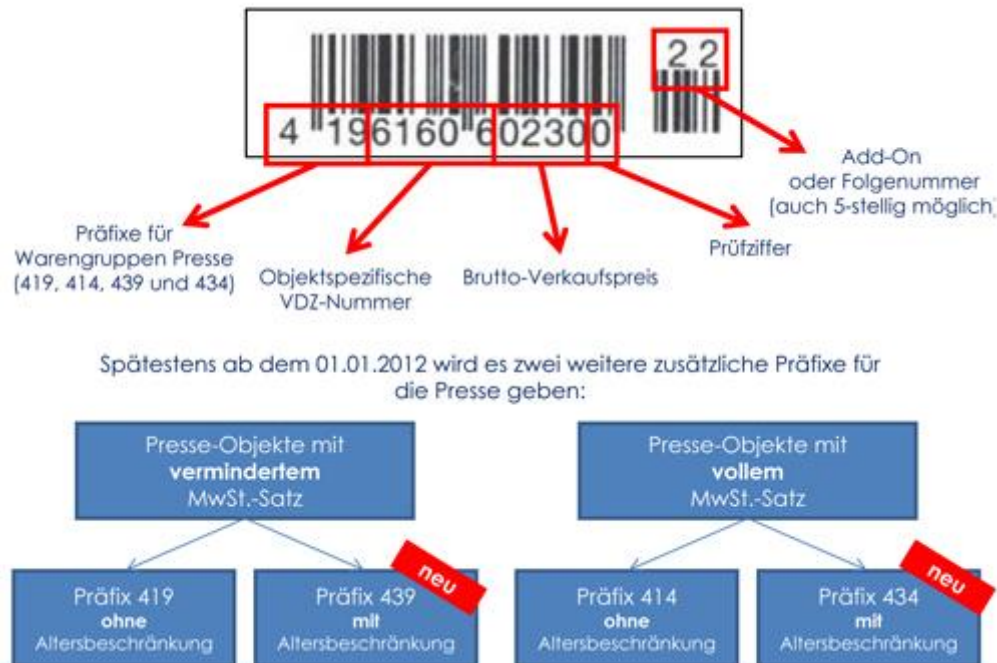 22
4 196160 602300
Add-On
oder Folgenummer
(auch 5-stellig möglich)
Präfixe für
Warengruppen Presse
(419, 414, 439 und 434)
Objektspezifische
VDZ-Nummer
Brutto-Verkaufspreis
Prüfziffer
Spätestens ab dem 01.01.2012 wird es zwei weitere zusätzliche Präfixe für
die Presse geben:
Presse-Objekte mit
vermindertem
MwSt.-Satz
Presse-Objekte mit
vollem
MwSt.-Satz
Präfix 419
ohne
Altersbeschränkung
neu
Präfix 439
mit
Altersbeschränkung
Präfix 414
ohne
Altersbeschränkung
neu
Präfix 434
mit
Altersbeschränkung